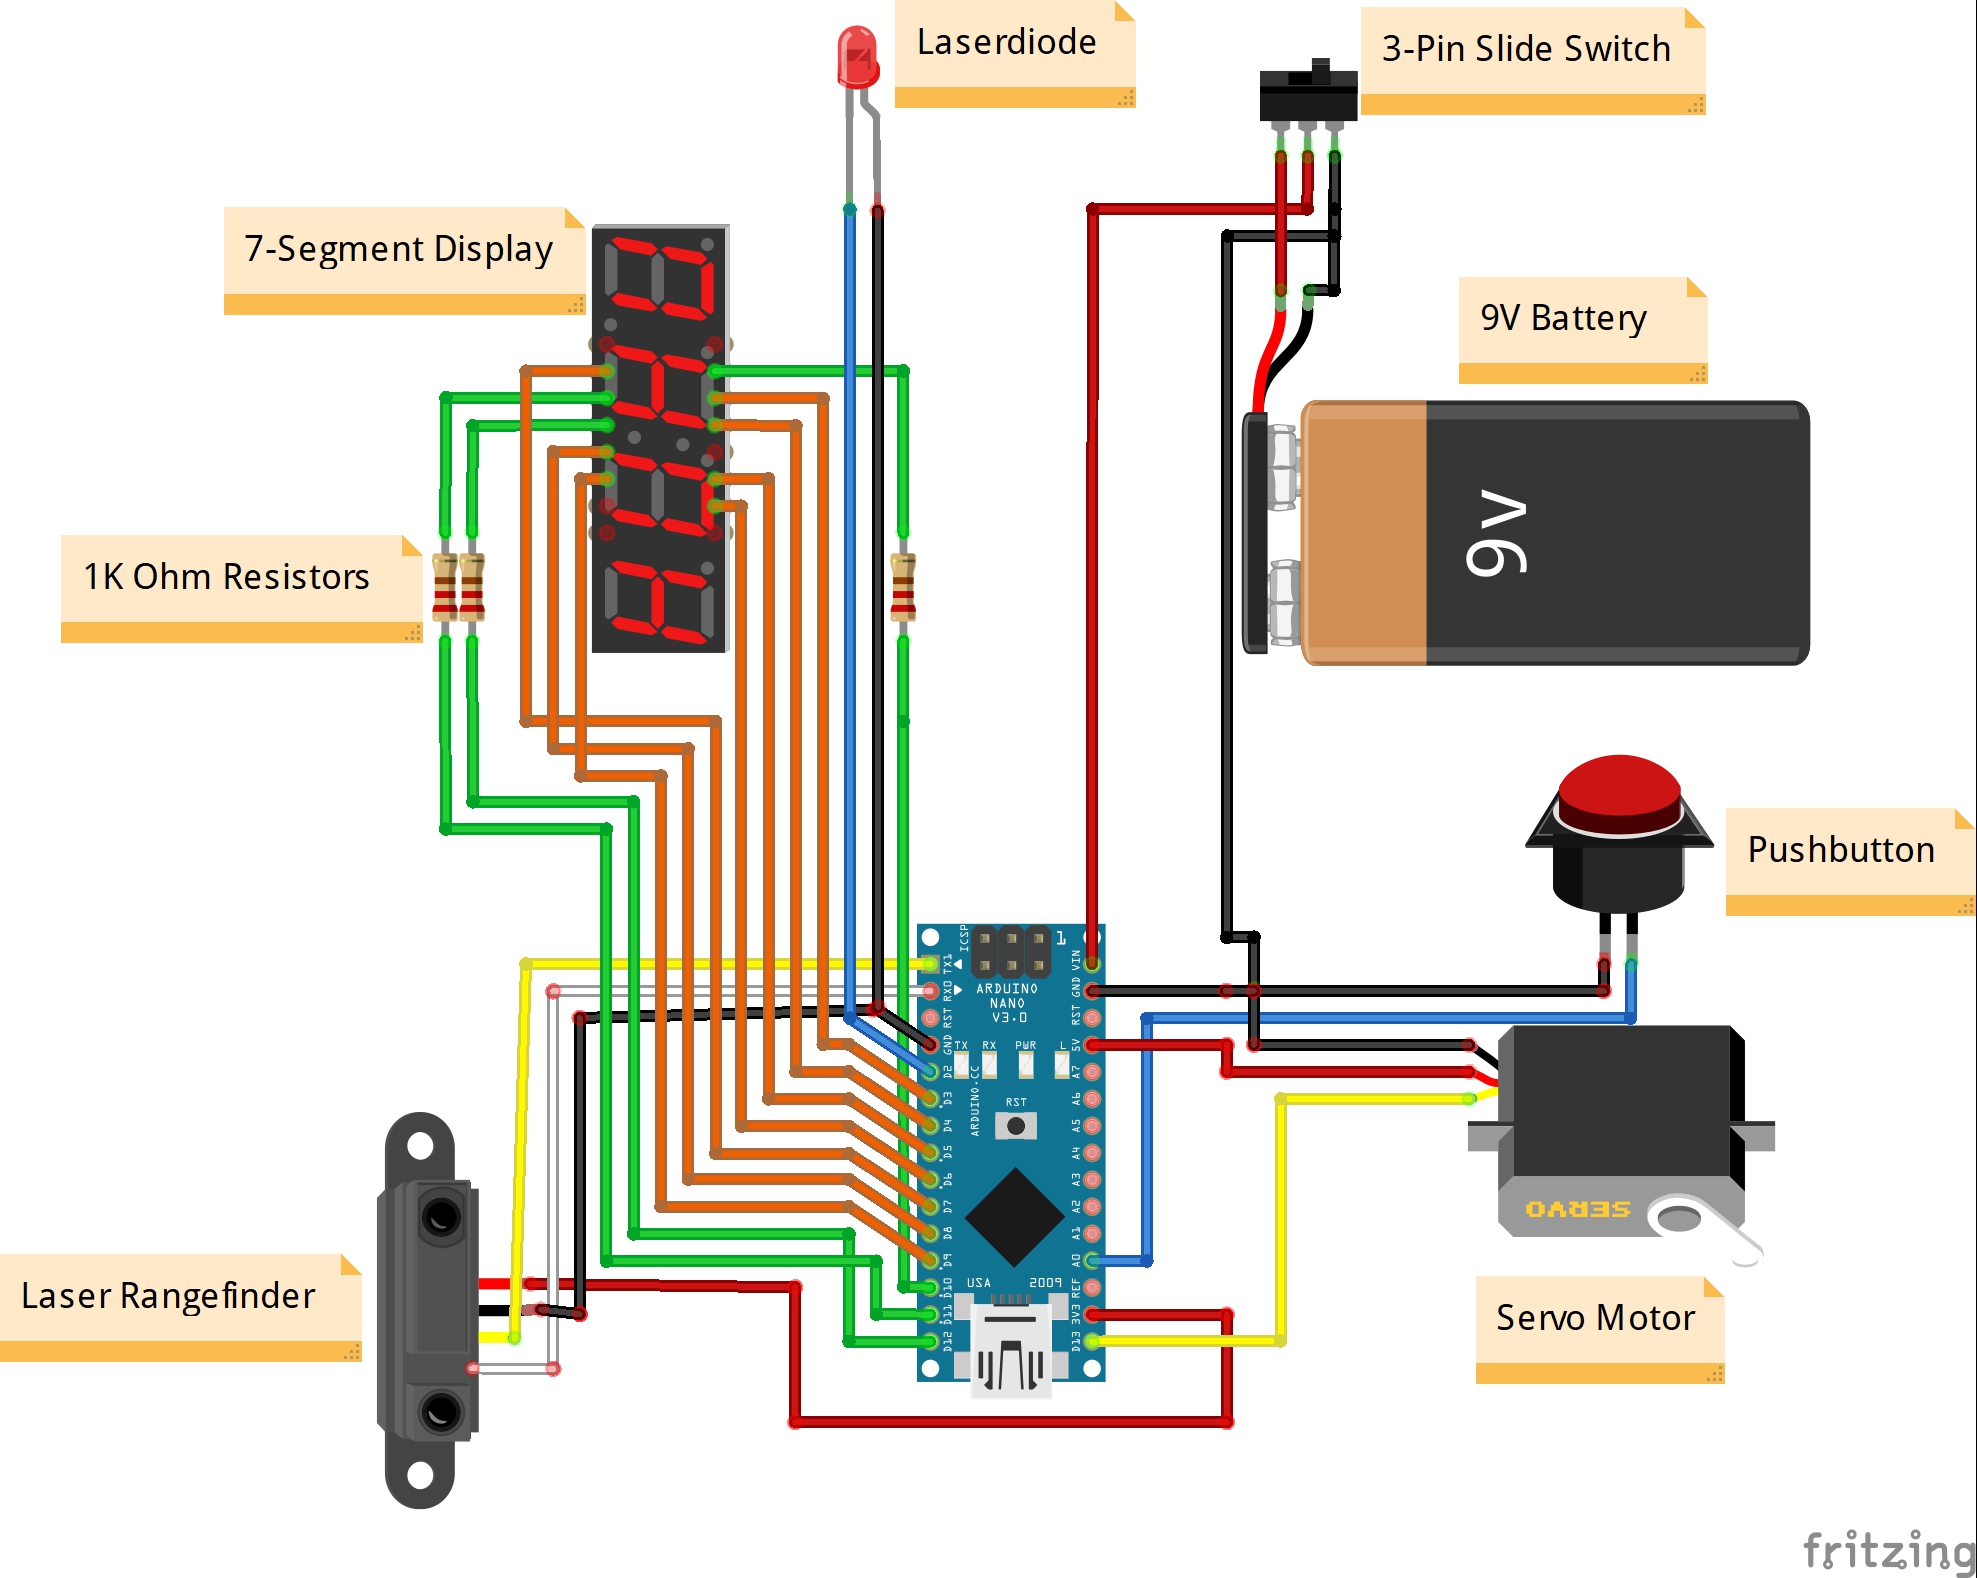 Laserdiode
3-Pin Slide Switch
7-Segment Display
9V Battery
9v
1K Ohm Resistors
Pushbutton
ICSP
1
TX1
RX0
RST
GND
D2
D3
D4
D5
D6
D7
D8
D9
D10
D11
D12
VIN
GND
RST
5V
A7
A6
A5
A4
A3
A2
A1
A0
REF
3V3
D13
ARDUINO
NANO
V3.0
TX RX PWR L
ARDUINO.CC
RST
USA 2009
SERVO
Laser Rangefinder
Servo Motor
fritzing